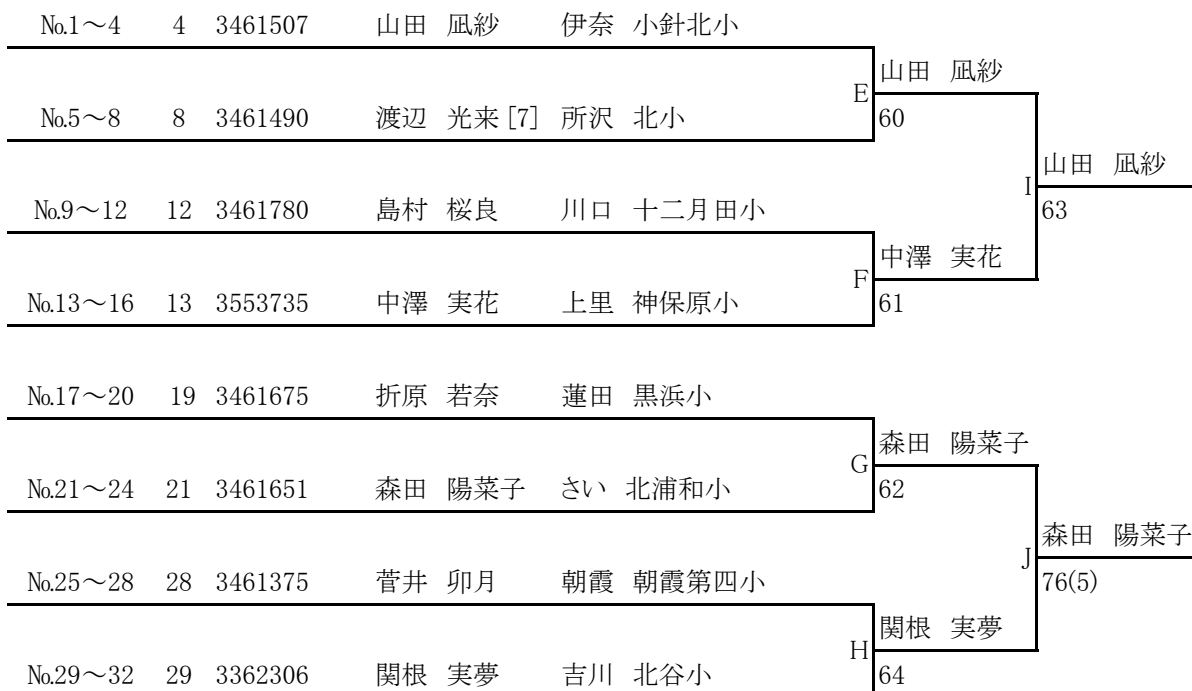 №1～4 4 3461507 山田 凪紗 伊奈 小針北小
山田 凪紗
E
№5～8 8 3461490 渡辺 光来 [7] 所沢 北小 60
山田 凪紗
I
№9～12 12 3461780 島村 桜良 川口 十二月田小 63
中澤 実花
F
№13～16 13 3553735 中澤 実花 上里 神保原小 61
№17～20 19 3461675 折原 若奈 蓮田 黒浜小
森田 陽菜子
G
№21～24 21 3461651 森田 陽菜子 さい 北浦和小 62
森田 陽菜子
J
№25～28 28 3461375 菅井 卯月 朝霞 朝霞第四小 76(5)
関根 実夢
H
№29～32 29 3362306 関根 実夢 吉川 北谷小 64